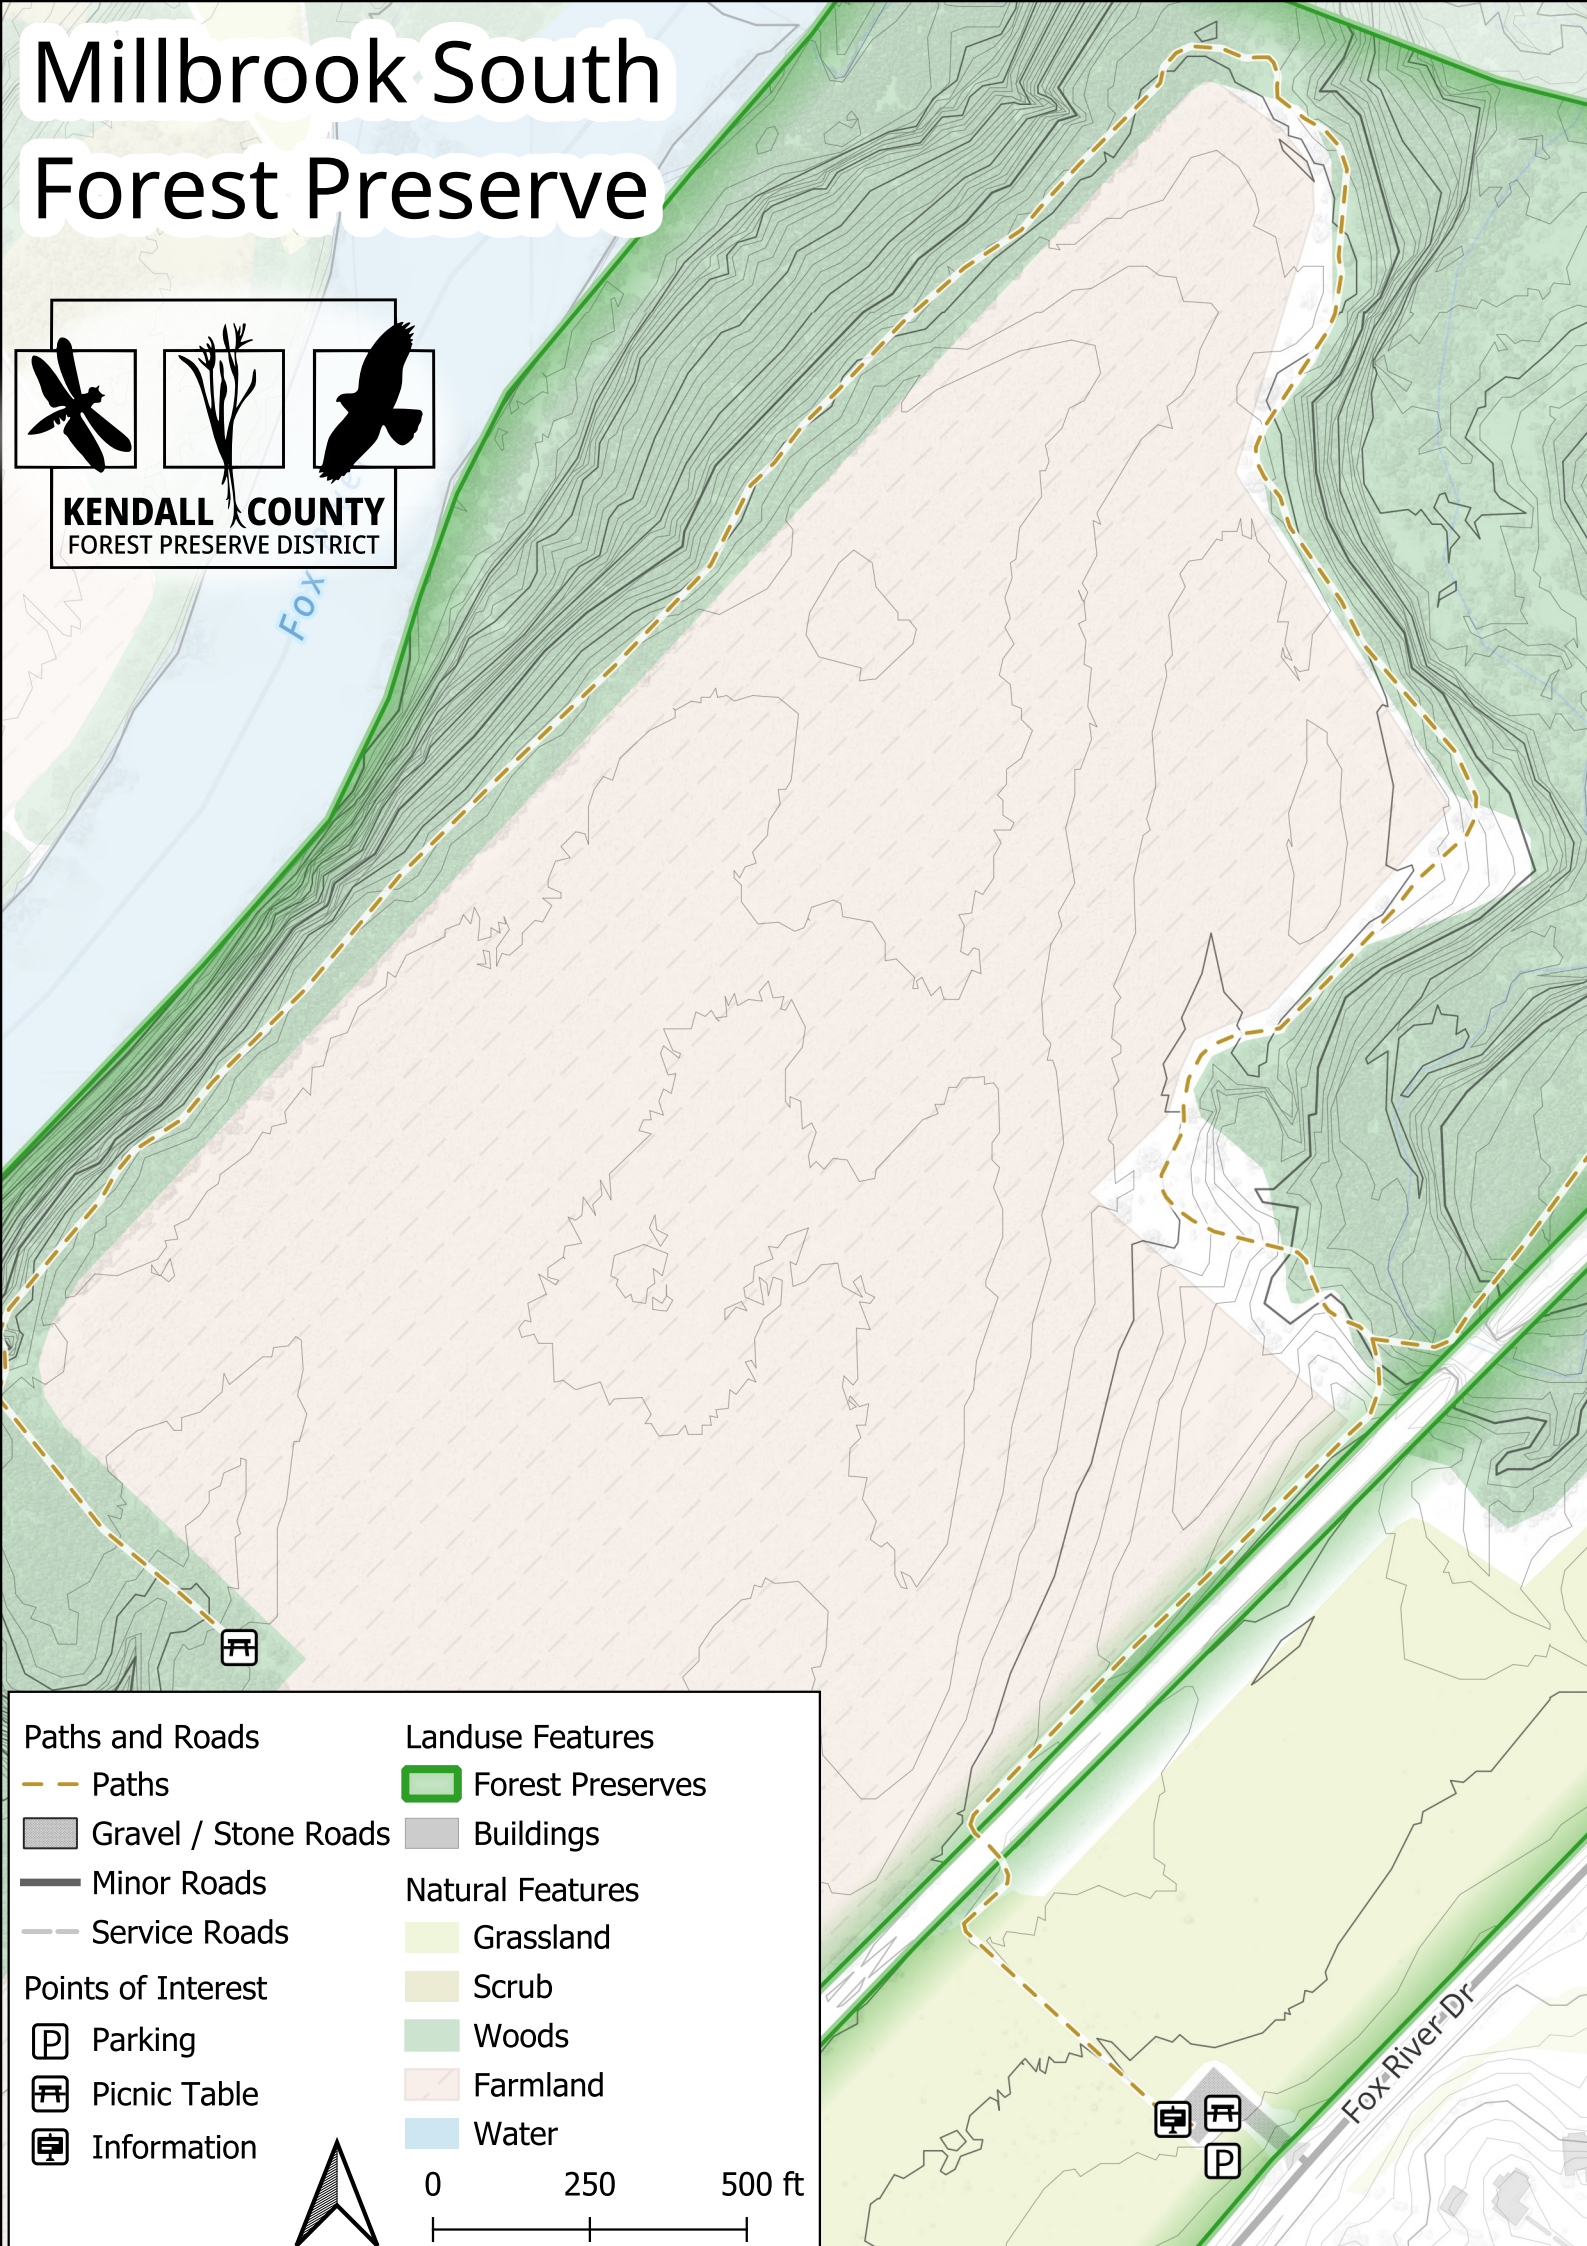 Millbrook South
Forest Preserve
KENDALL COUNTY
FOREST PRESERVE DISTRICT
Fox
Paths and Roads
Paths
Gravel / Stone Roads
Minor Roads
Service Roads
Points of Interest
P Parking
Picnic Table
Information
Landuse Features
Forest Preserves
Buildings
Natural Features
Grassland
Scrub
Woods
Farmland
Water
0 250 500 ft
Fox River Dr
P